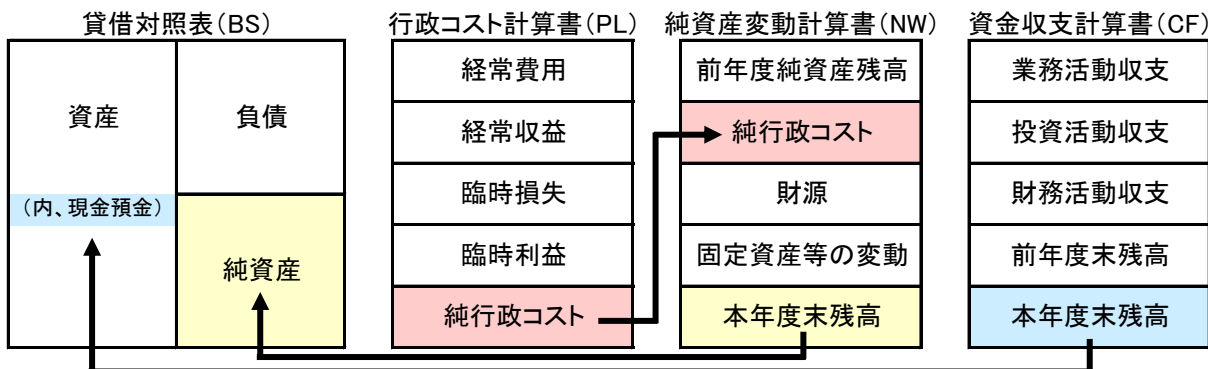 貸借対照表(BS)
資産
負債
(内、現金預金)
純資産
行政コスト計算書(PL)
経常費用
経常収益
臨時損失
臨時利益
純行政コスト
純資産変動計算書(NW)
前年度純資産残高
純行政コスト
財源
固定資産等の変動
本年度末残高
資金収支計算書(CF)
業務活動収支
投資活動収支
財務活動収支
前年度末残高
本年度末残高